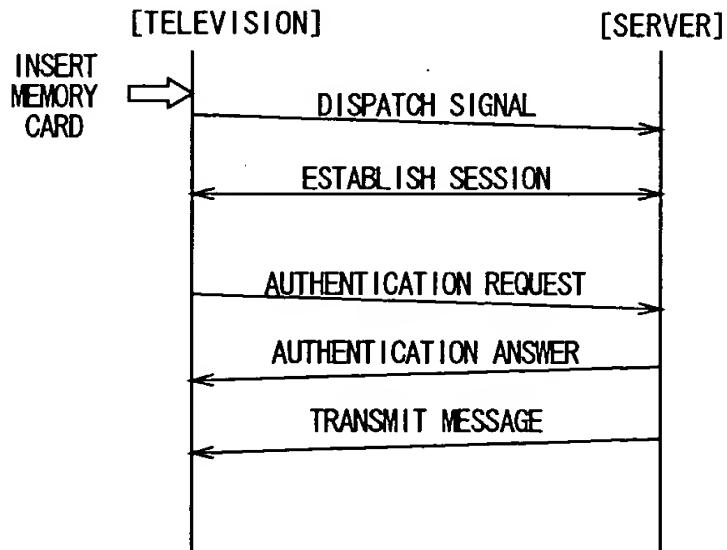 [TELEVISION]
[SERVER]
INSERT
MEMORY
CARD
DISPATCH SIGNAL
ESTABLISH SESSION
AUTHENTICATION REQUEST
AUTHENTICATION ANSWER
TRANSMIT MESSAGE